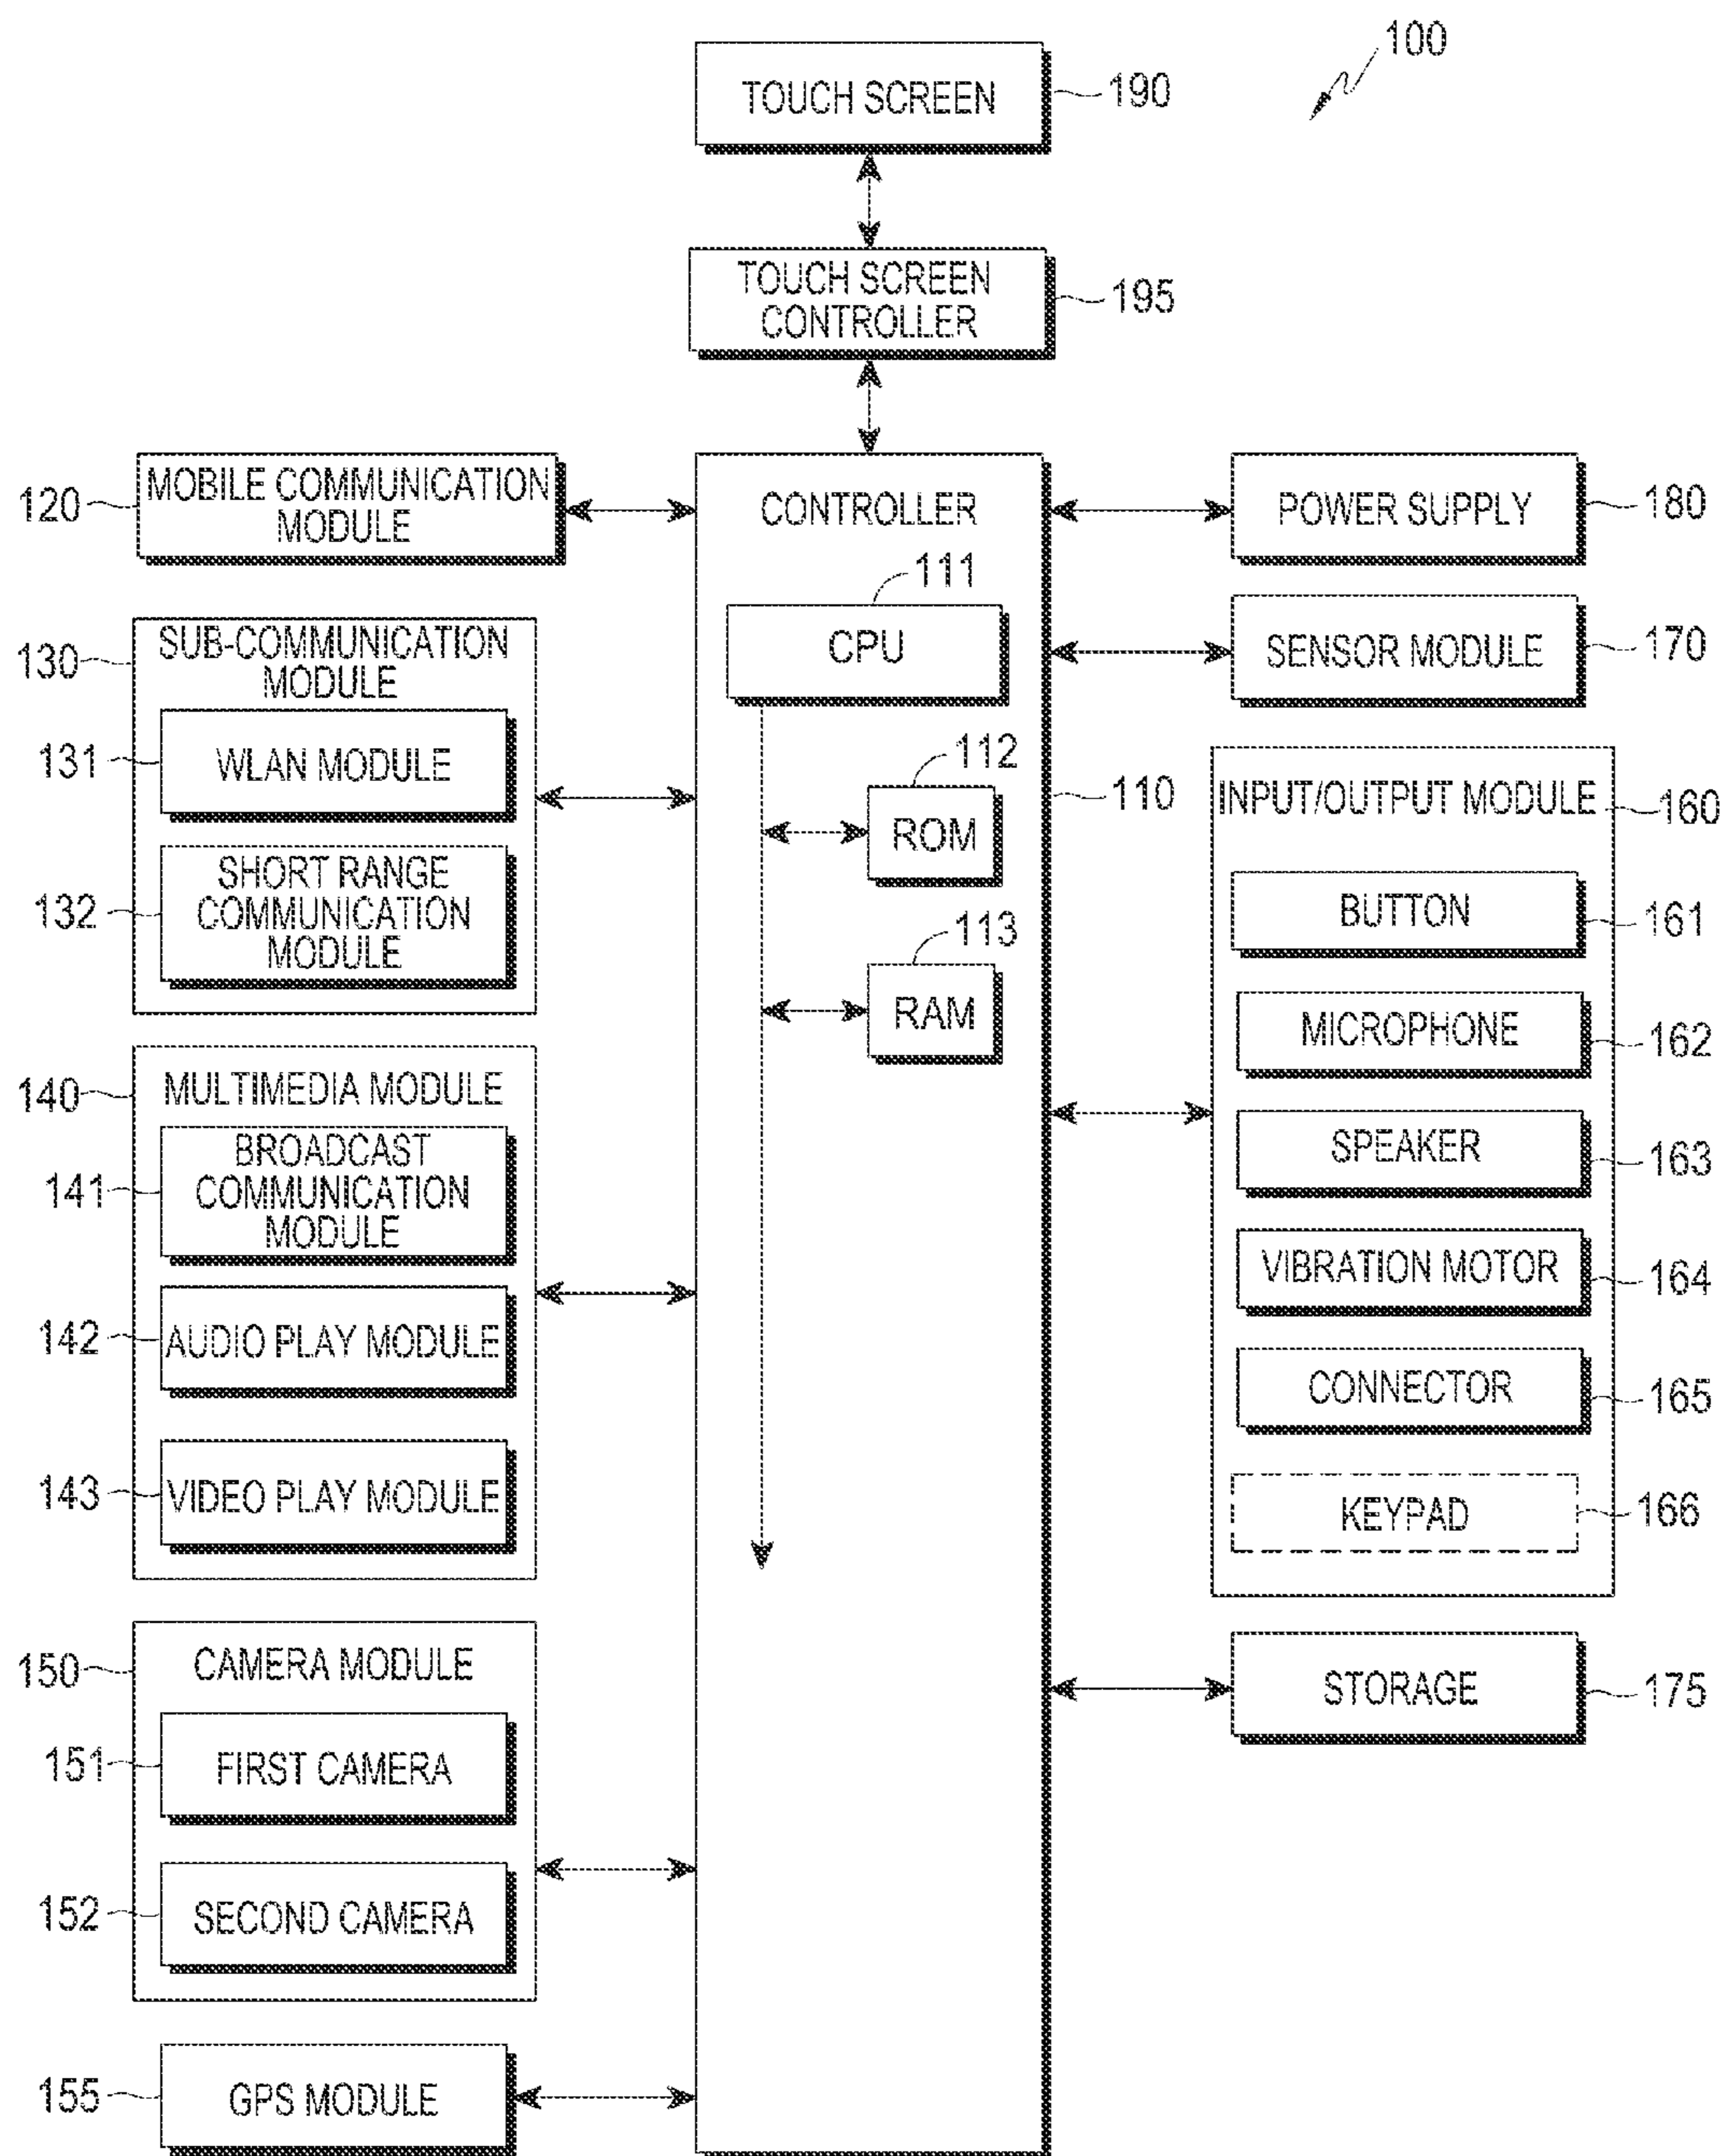 100
TOUCH SCREEN
190
TOUCH SCREEN
CONTROLLER
195
120
MOBILE COMMUNICATION
MODULE
130
SUB-COMMUNICATION
MODULE
131
WLAN MODULE
132
SHORT RANGE
COMMUNICATION
MODULE
140
MULTIMEDIA MODULE
141
BROADCAST
COMMUNICATION
MODULE
142
AUDIO PLAY MODULE
143
VIDEO PLAY MODULE
150
CAMERA MODULE
151
FIRST CAMERA
152
SECOND CAMERA
155
GPS MODULE
CONTROLLER
111
CPU
112
ROM
113
RAM
110
POWER SUPPLY
180
SENSOR MODULE
170
INPUT/OUTPUT MODULE
160
BUTTON
161
MICROPHONE
162
SPEAKER
163
VIBRATION MOTOR
164
CONNECTOR
165
KEYPAD
166
STORAGE
175